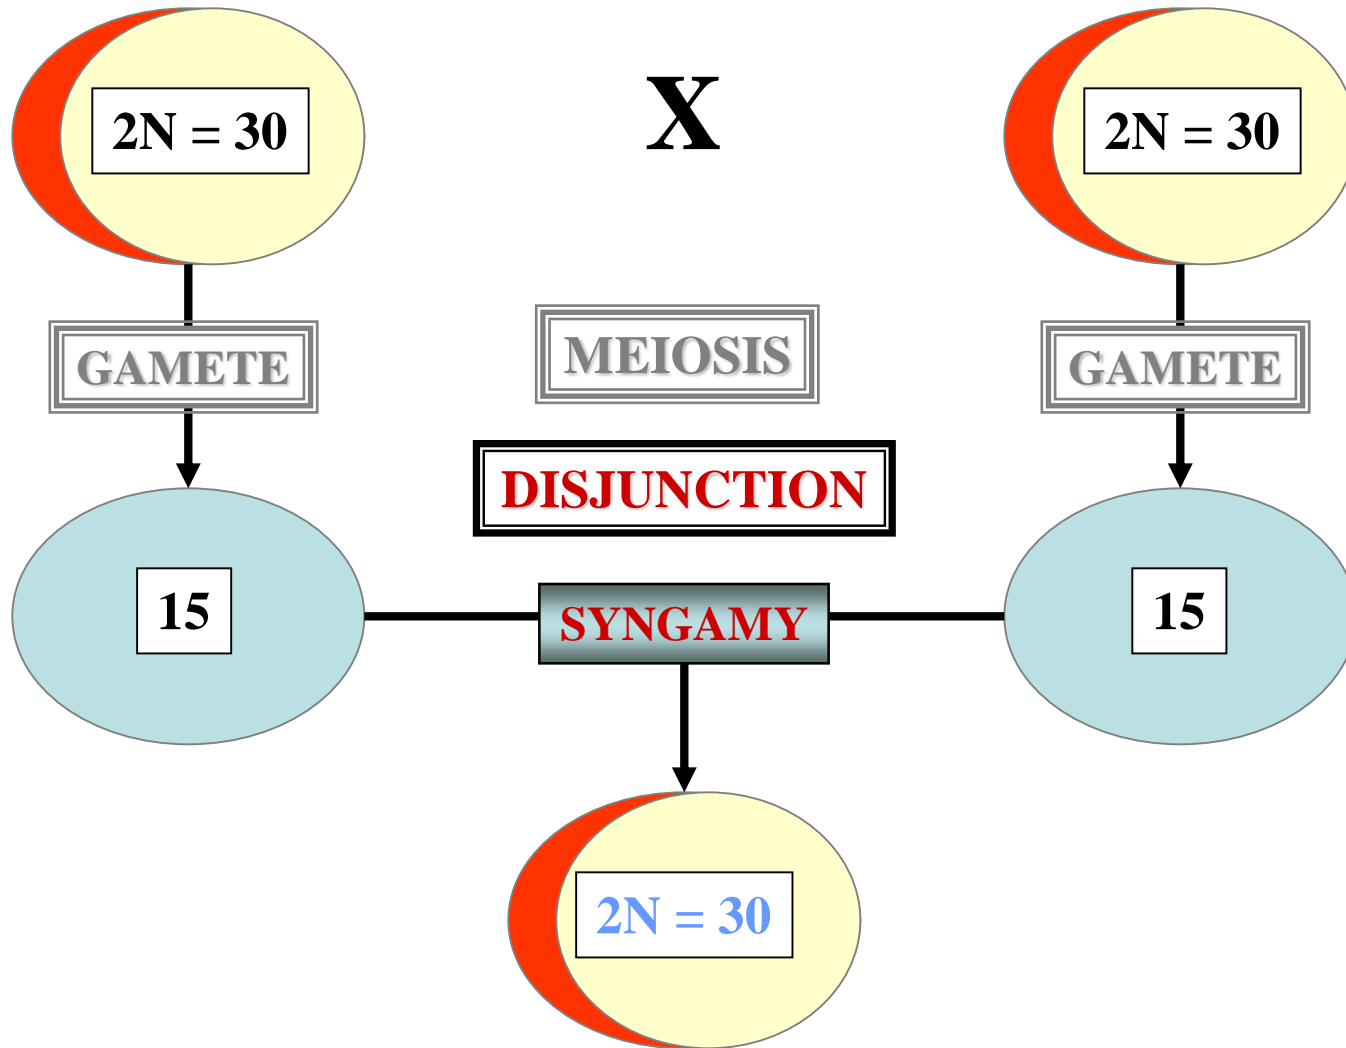 2N = 30
X
2N = 30
GAMETE
MEIOSIS
GAMETE
DISJUNCTION
15
SYNGAMY
15
2N = 30